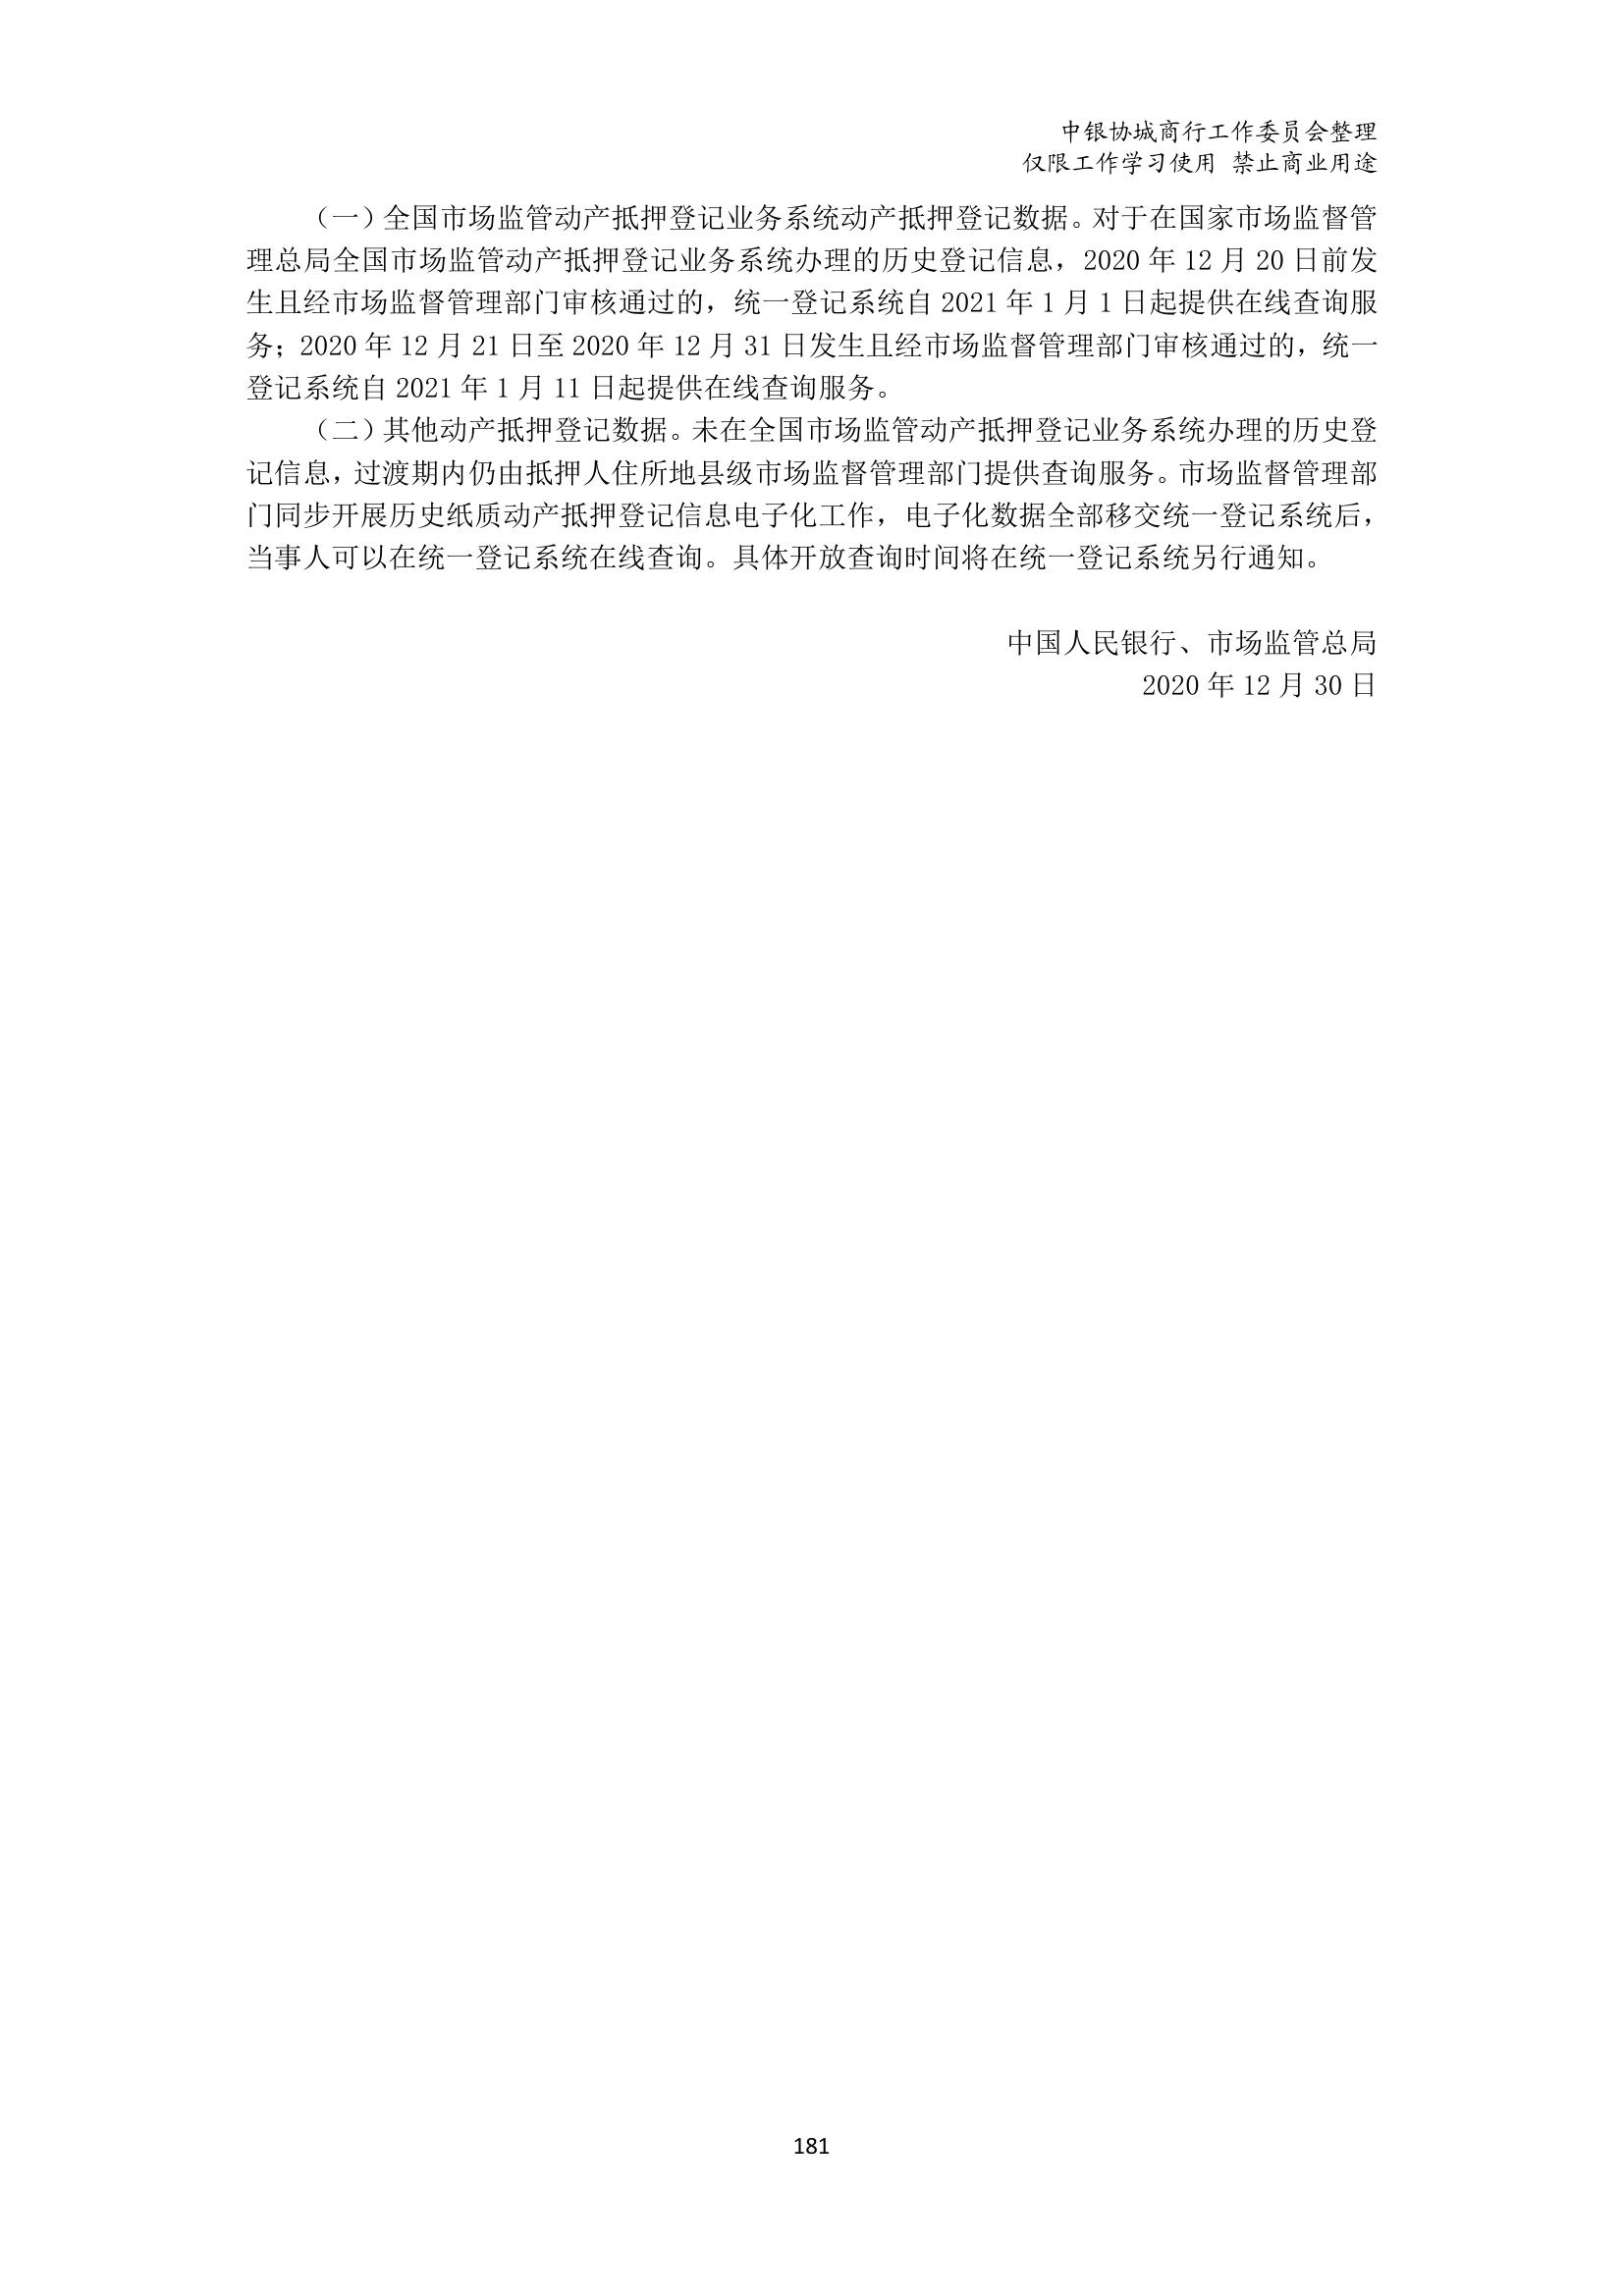 中银协城商行工作委员会整理
仅限工作学习使用 禁止商业用途
（一）全国市场监管动产抵押登记业务系统动产抵押登记数据。对于在国家市场监督管
理总局全国市场监管动产抵押登记业务系统办理的历史登记信息，2020 年 12 月 20 日前发
生且经市场监督管理部门审核通过的，统一登记系统自 2021 年 1 月 1 日起提供在线查询服
务；2020 年 12 月 21 日至 2020 年 12 月 31 日发生且经市场监督管理部门审核通过的，统一
登记系统自 2021 年 1 月 11 日起提供在线查询服务。
（二）其他动产抵押登记数据。未在全国市场监管动产抵押登记业务系统办理的历史登
记信息，过渡期内仍由抵押人住所地县级市场监督管理部门提供查询服务。市场监督管理部
门同步开展历史纸质动产抵押登记信息电子化工作，电子化数据全部移交统一登记系统后，
当事人可以在统一登记系统在线查询。具体开放查询时间将在统一登记系统另行通知。
中国人民银行、市场监管总局
2020 年 12 月 30 日
181